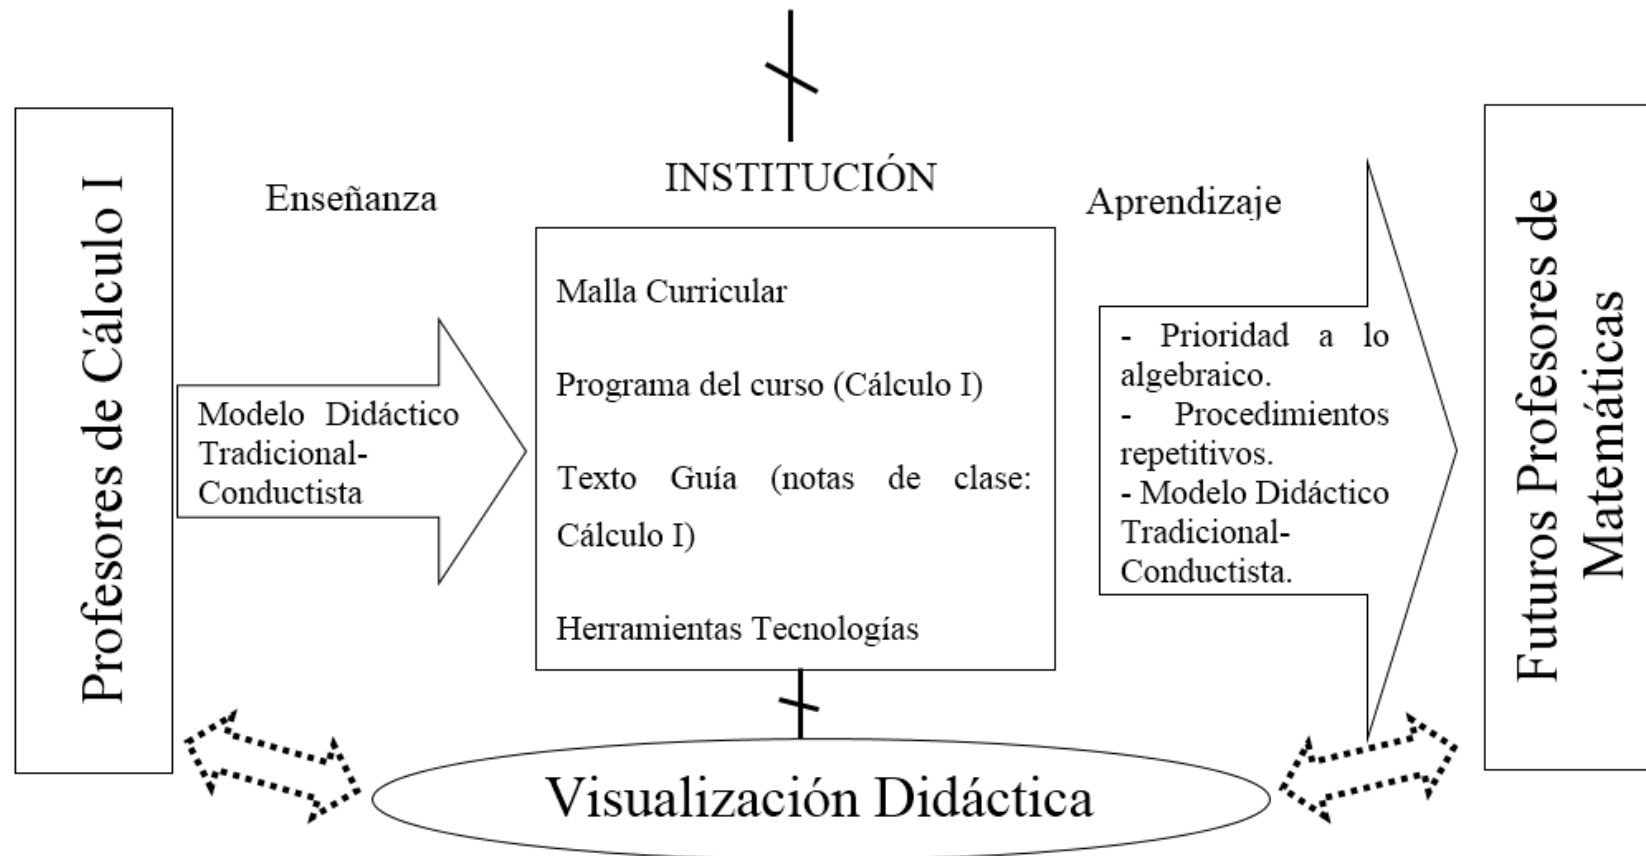 INSTITUCIÓN
Enseñanza
Aprendizaje
Profesores de Cálculo I
Modelo Didáctico
Tradicional-
Conductista
Malla Curricular
Programa del curso (Cálculo I)
Texto Guía (notas de clase:
Cálculo I)
Herramientas Tecnologías
- Prioridad a lo
algebraico.
- Procedimientos
repetitivos.
- Modelo Didáctico
Tradicional-
Conductista.
Futuros Profesores de
Matemáticas
Visualización Didáctica